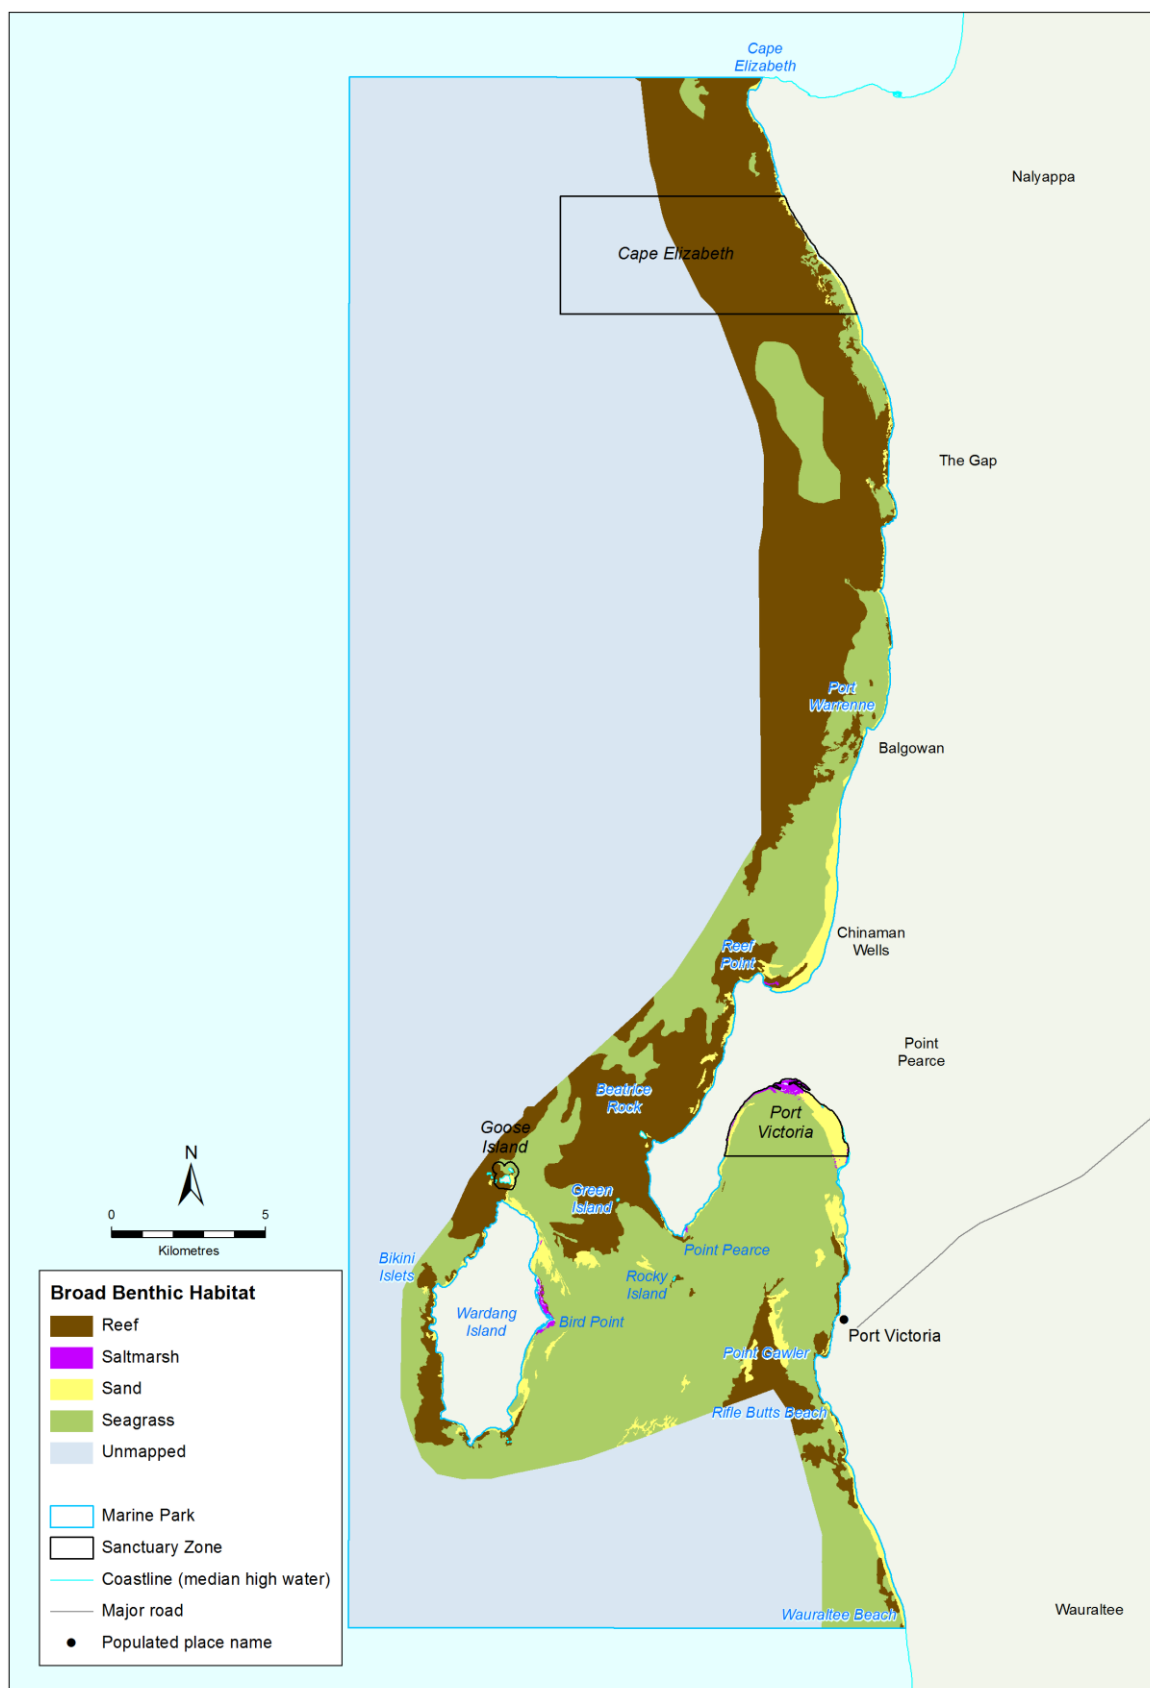 Cape
Elizabeth
Nalyappa
Cape Elizabeth
The Gap
Port
Warrenne
Balgowan
Chinaman
Wells
Reef
Point
Point
Pearce
Beatrice
Rock
Port
Victoria
Goose
Island
N
Green
Island
0 5
Kilometres
Point Pearce
Bikini
Islets
Rocky
Island
Wardang
Island
Bird Point
Port Victoria
Point Gawler
Rifle Butts Beach
Broad Benthic Habitat
Reef
Saltmarsh
Sand
Seagrass
Unmapped
Marine Park
Sanctuary Zone
Coastline (median high water)
Major road
Populated place name
Wauraltee Beach
Wauraltee